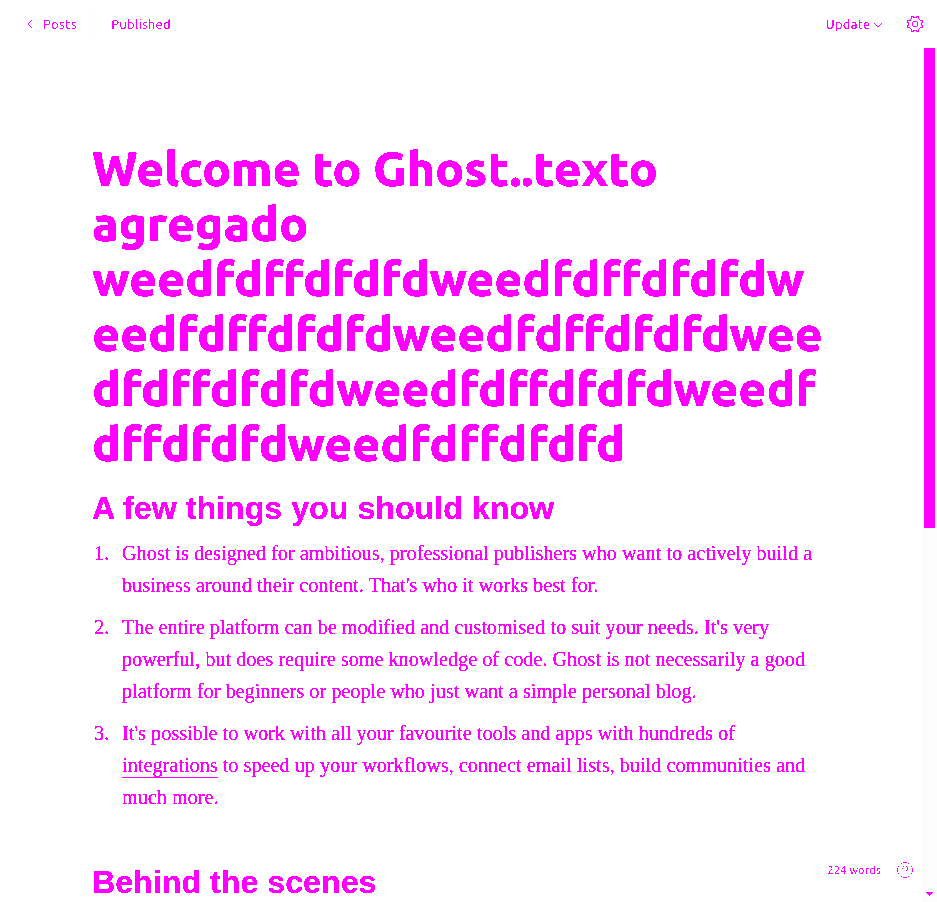 Posts
Published
Update
Welcome to Ghost..texto
agregado
weedfdffdfdfdweedfdffdfdfdw
eedfdffdfdfdweedfdffdfdfdwee
dfdffdfdfdweedfdffdfdfdweedf
dffdfdfdweedfdffdfdfd
A few things you should know
1. Ghost is designed for ambitious, professional publishers who want to actively build a
business around their content. That's who it works best for.
2. The entire platform can be modified and customised to suit your needs. It's very
powerful, but does require some knowledge of code. Ghost is not necessarily a good
platform for beginners or people who just want a simple personal blog.
3. It's possible to work with all your favourite tools and apps with hundreds of
integrations to speed up your workflows, connect email lists, build communities and
much more.
224 words
Behind the scenes